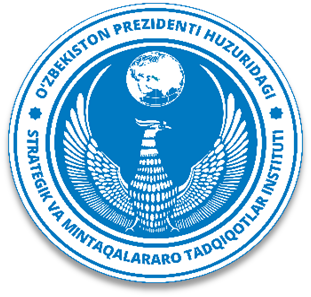 O'ZBEKISTON PREZIDENTI HUZURIDAGI
STRATEGIK VA MINTAQALARARO TADQIQOTLAR INSTITUTI